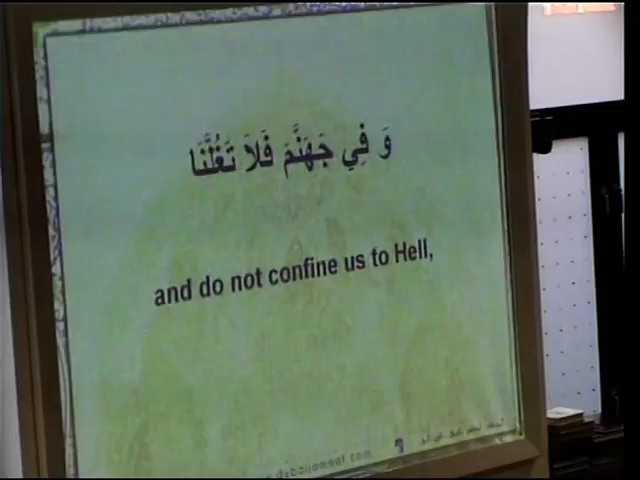 وَ فِي جَهَنَّمَ فَلاَ تَغُلَّنَا
and do not confine us to Hell,